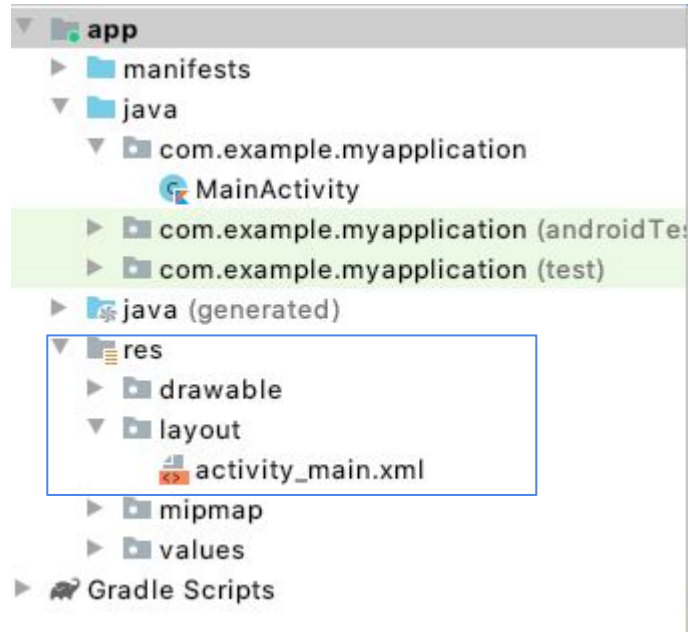 app
manifests
java
com.example.myapplication
MainActivity
com.example.myapplication (androidTes
com.example.myapplication (test)
java (generated)
res
drawable
layout
activity_main.xml
mipmap
values
Gradle Scripts